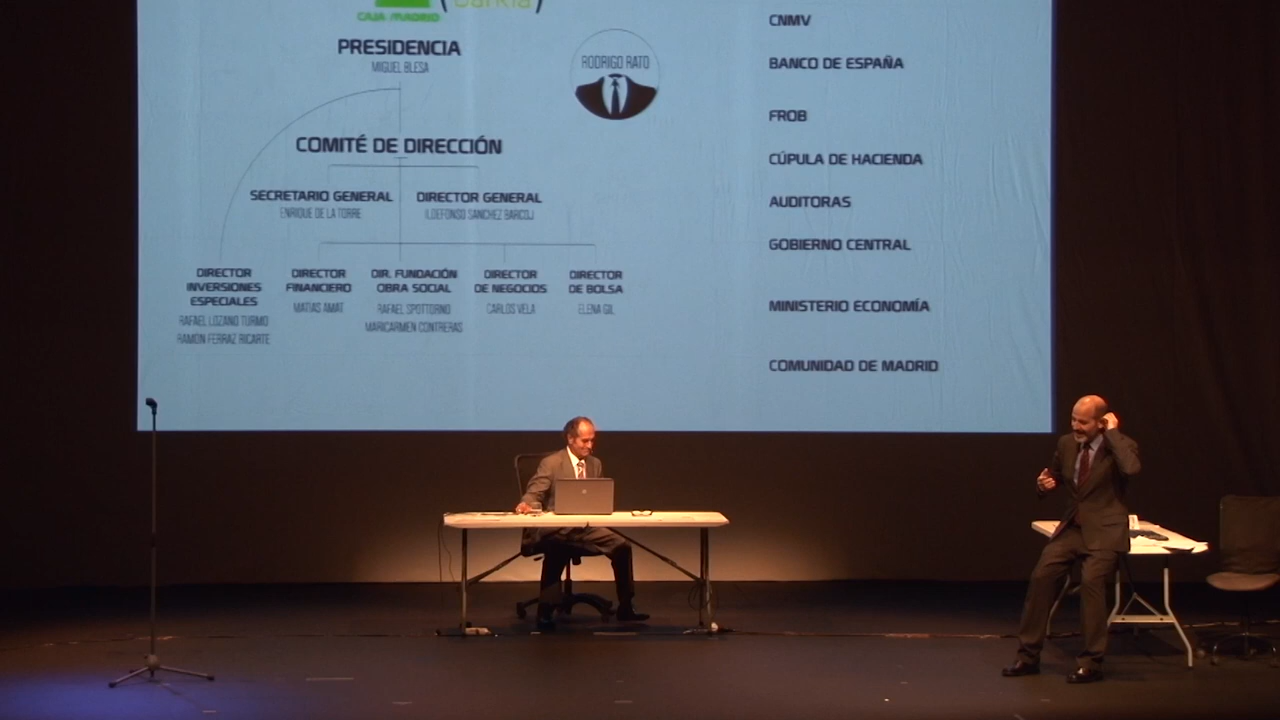 CAJA MADRID
(Bankia)
PRESIDENCIA
MIGUEL BLESA
RODRIGO RATO
COMITÉ DE DIRECCIÓN
SECRETARIO GENERAL
ENRIQUE DE LA TORRE
DIRECTOR GENERAL
ILDEFONSO SANCHEZ BARCOJ
DIRECTOR
INVERSIONES
ESPECIALES
RAFAEL LOZANO TURMO
RAMÓN FERRAZ RICARTE
DIRECTOR
FINANCIERO
MATIAS AMAT
DIR. FUNDACIÓN
OBRA SOCIAL
RAFAEL SPOTTORNO
MARICARMEN CONTRERAS
DIRECTOR
DE NEGOCIOS
CARLOS VELA
DIRECTOR
DE BOLSA
ELENA GIL
CNMV
BANCO DE ESPAÑA
FROB
CÚPULA DE HACIENDA
AUDITORAS
GOBIERNO CENTRAL
MINISTERIO ECONOMÍA
COMUNIDAD DE MADRID